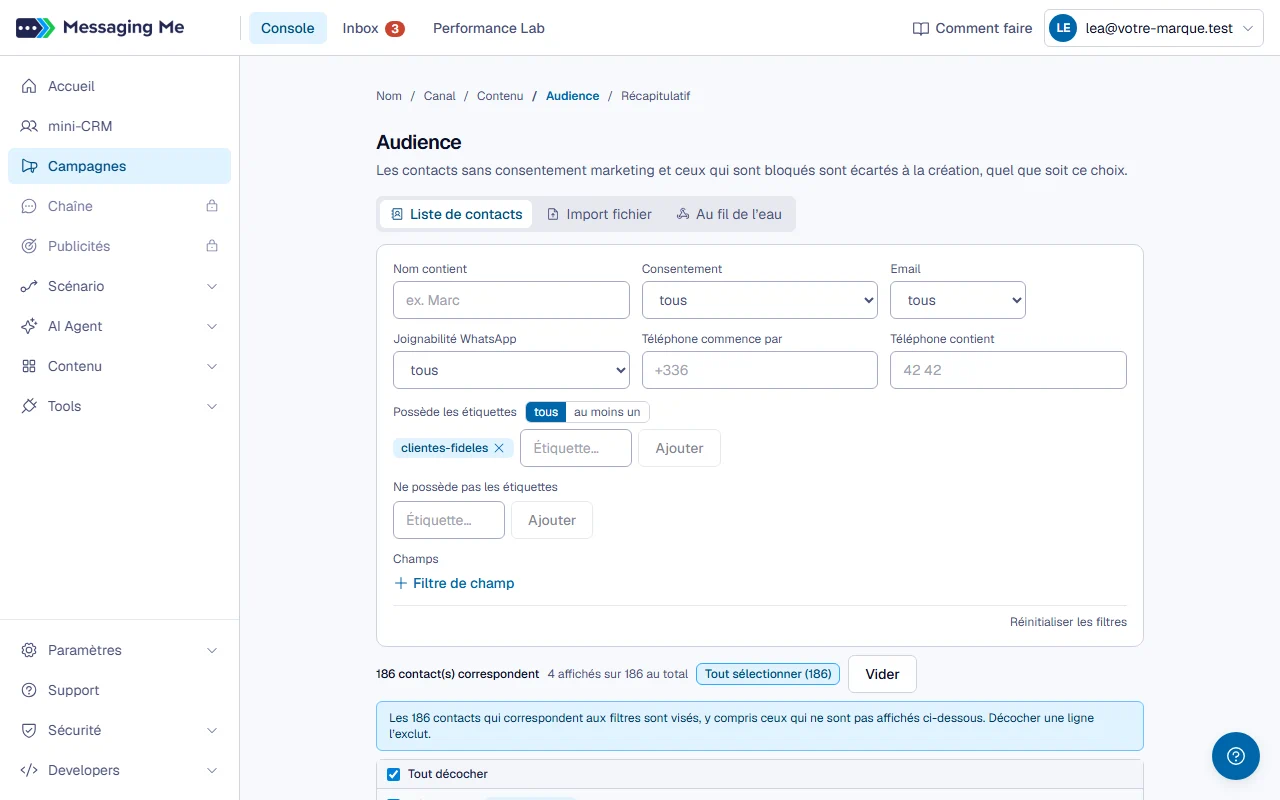 Messaging Me
Console
Inbox 3
Performance Lab
Comment faire
LE lea@votre-marque.test
Accueil
mini-CRM
Campagnes
Chaîne
Publicités
Scénario
AI Agent
Contenu
Tools
Paramètres
Support
Sécurité
Developers
Nom / Canal / Contenu / Audience / Récapitulatif
Audience
Les contacts sans consentement marketing et ceux qui sont bloqués sont écartés à la création, quel que soit ce choix.
Liste de contacts Import fichier Au fil de l'eau
Nom contient Consentement Email
ex. Marc tous tous
Joignabilité WhatsApp Téléphone commence par Téléphone contient
tous +336 42 42
Possède les étiquettes tous au moins un
clientes-fideles Étiquette... Ajouter
Ne possède pas les étiquettes
Étiquette... Ajouter
Champs
Filtre de champ
Réinitialiser les filtres
186 contact(s) correspondent 4 affichés sur 186 au total Tout sélectionner (186) Vider
Les 186 contacts qui correspondent aux filtres sont visés, y compris ceux qui ne sont pas affichés ci-dessous. Décocher une ligne
l'exclut.
Tout décocher